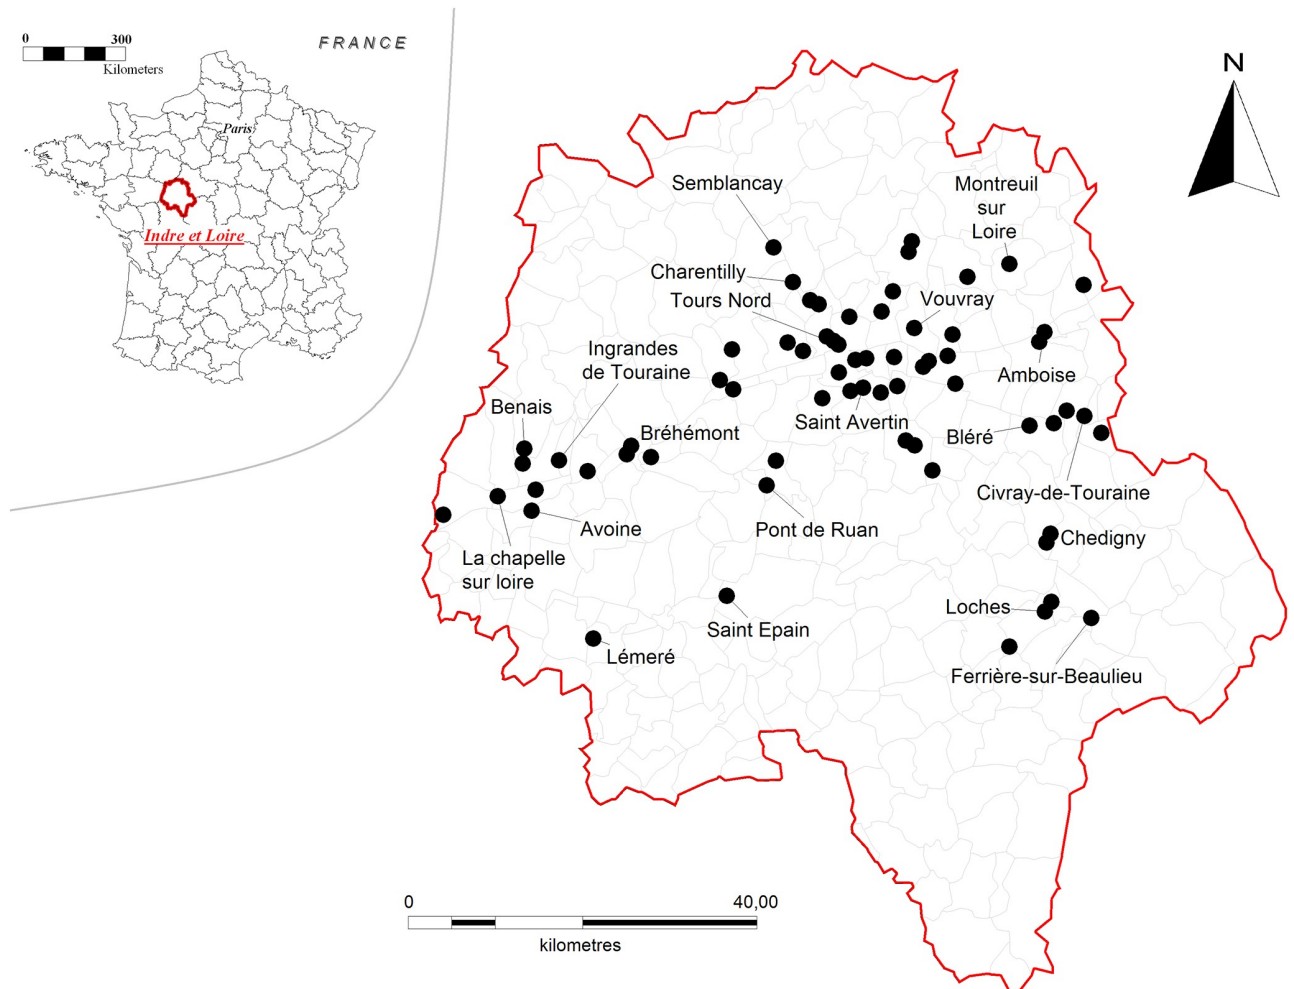 0 300
Kilometers
FRANCE
Paris
Indre et Loire
N
Semblancay
Montreuil
sur
Loire
Charentilly
Tours Nord
Vouvray
Ingrandes
de Touraine
Amboise
Benais
Bréhémont
Saint Avertin
Bléré
Civray-de-Touraine
Avoine
Pont de Ruan
Chedigny
La chapelle
sur loire
Loches
Saint Epain
Lémeré
Ferrière-sur-Beaulieu
0 40,00
kilometres